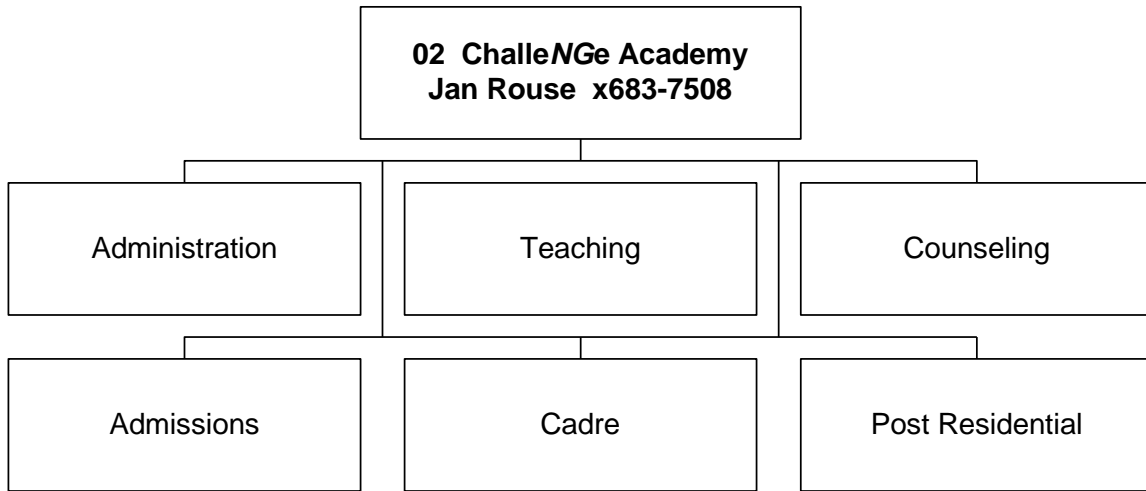 02 ChalleNGe Academy
Jan Rouse x683-7508
Administration
Teaching
Counseling
Admissions
Cadre
Post Residential